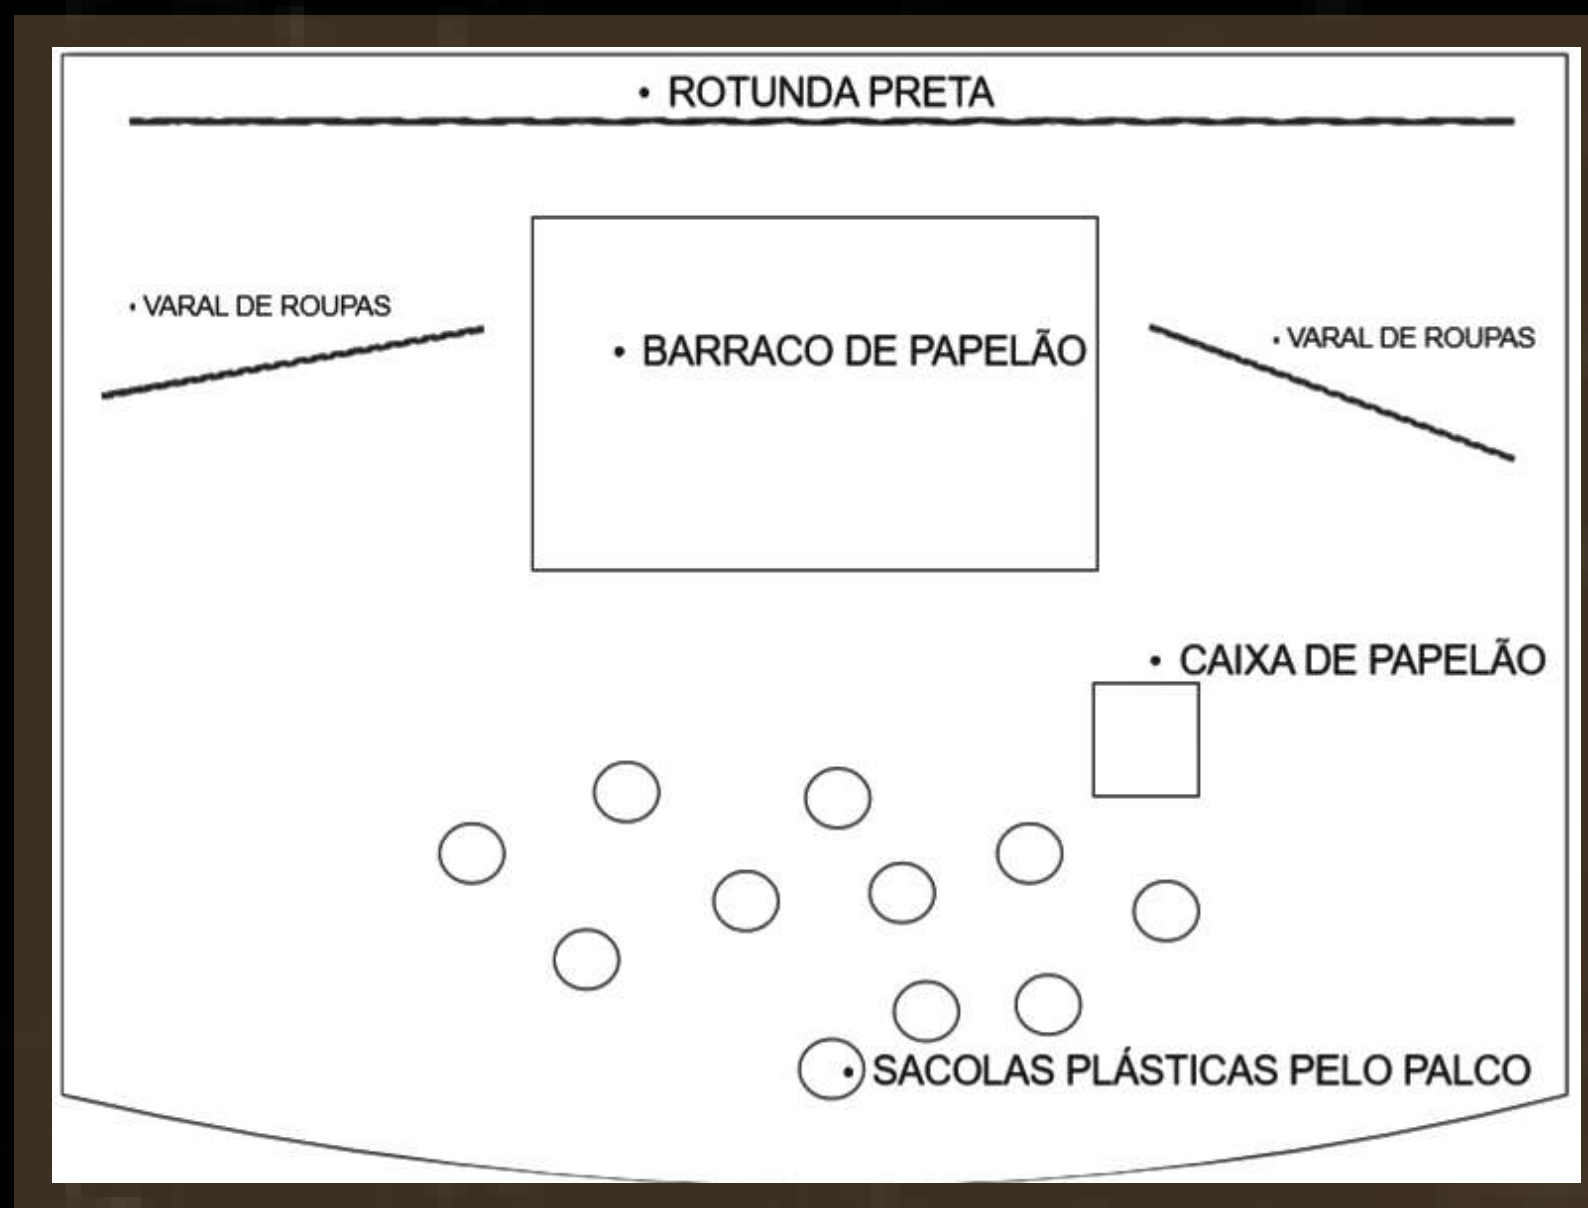 • ROTUNDA PRETA
• VARAL DE ROUPAS
• VARAL DE ROUPAS
• BARRACO DE PAPELÃO
• CAIXA DE PAPELÃO
• SACOLAS PLÁSTICAS PELO PALCO